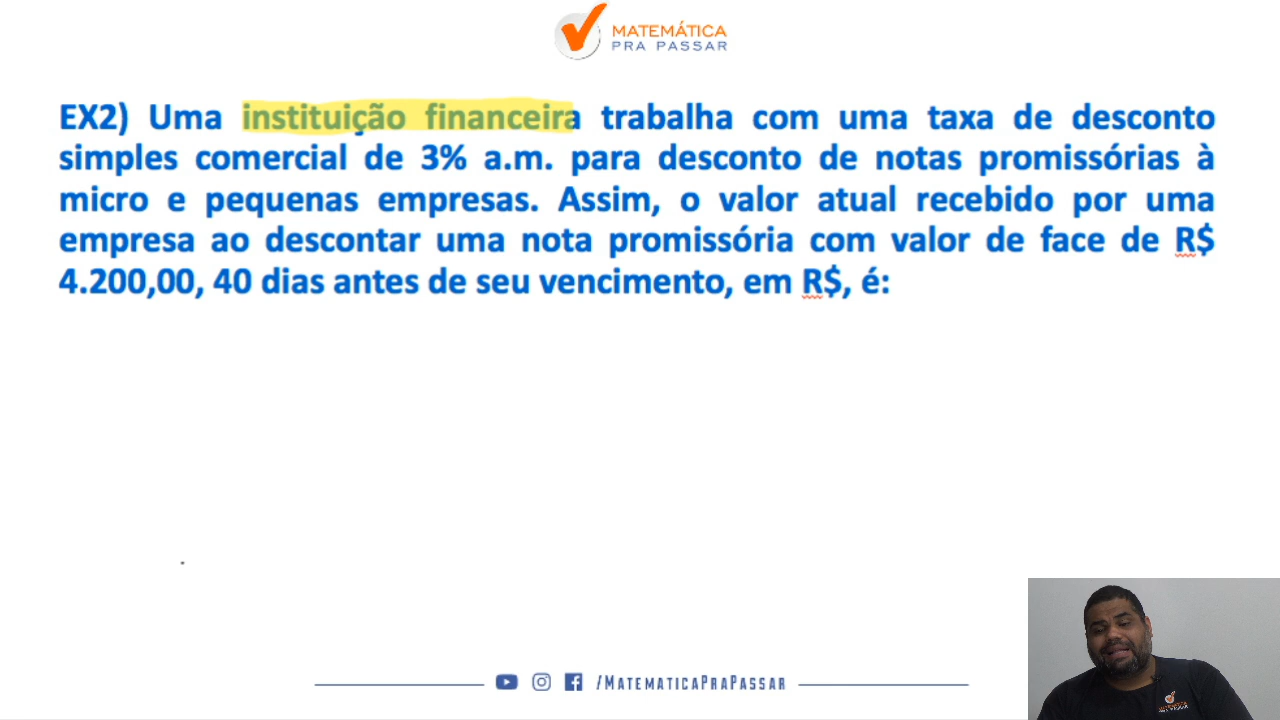 MATEMÁTICA
PRA PASSAR
EX2) Uma instituição financeira trabalha com uma taxa de desconto
simples comercial de 3% a.m. para desconto de notas promissórias à
micro e pequenas empresas. Assim, o valor atual recebido por uma
empresa ao descontar uma nota promissória com valor de face de R$
4.200,00, 40 dias antes de seu vencimento, em R$, é:
/MATEMATICAPRAPASSAR